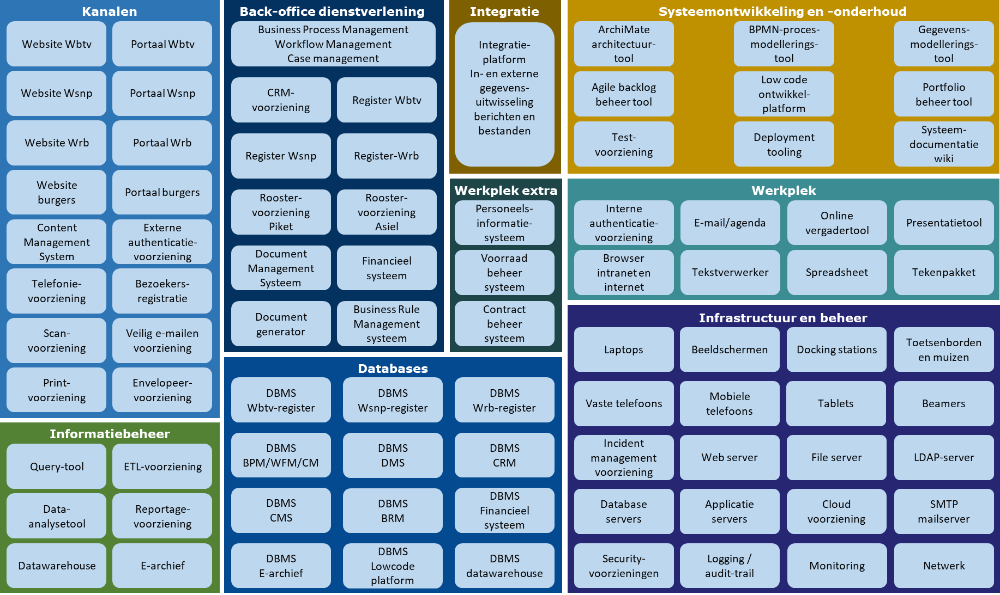 Kanalen
Website Wbtv
Portaal Wbtv
Website Wsnp
Portaal Wsnp
Website Wrb
Portaal Wrb
Website
burgers
Portaal burgers
Content
Management
System
Externe
authenticatie-
voorziening
Telefonie-
voorziening
Bezoekers-
registratie
Scan-
voorziening
Veilig e-mailen
voorziening
Print-
voorziening
Envelopeer-
voorziening
Informatiebeheer
Query-tool
ETL-voorziening
Data-
analysetool
Reportage-
voorziening
Datawarehouse
E-archief
Back-office dienstverlening
Business Process Management
Workflow Management
Case management
CRM-
voorziening
Register Wbtv
Register Wsnp
Register-Wrb
Rooster-
voorziening
Piket
Rooster-
voorziening
Asiel
Document
Management
Systeem
Financieel
systeem
Document
generator
Business Rule
Management
systeem
Integratie
Integratie-
platform
In- en externe
gegevens-
uitwisseling
berichten en
bestanden
Werkplek extra
Personeels-
informatie-
systeem
Voorraad
beheer
systeem
Contract
beheer
systeem
Databases
DBMS
Wbtv-register
DBMS
Wsnp-register
DBMS
Wrb-register
DBMS
BPM/WFM/CM
DBMS
DMS
DBMS
CRM
DBMS
CMS
DBMS
BRM
DBMS
Financieel
systeem
DBMS
E-archief
DBMS
Lowcode
platform
DBMS
datawarehouse
Systeemontwikkeling en -onderhoud
ArchiMate
architectuur-
tool
BPMN-proces-
modellerings-
tool
Gegevens-
modellerings-
tool
Agile backlog
beheer tool
Low code
ontwikkel-
platform
Portfolio
beheer tool
Test-
voorziening
Deployment
tooling
Systeem-
documentatie
wiki
Werkplek
Interne
authenticatie-
voorziening
E-mail/agenda
Online
vergadertool
Presentatietool
Browser
intranet en
internet
Tekstverwerker
Spreadsheet
Tekenpakket
Infrastructuur en beheer
Laptops
Beeldschermen
Docking stations
Toetsenborden
en muizen
Vaste telefoons
Mobiele
telefoons
Tablets
Beamers
Incident
management
voorziening
Web server
File server
LDAP-server
Database
servers
Applicatie
servers
Cloud
voorziening
SMTP
mailserver
Security-
voorzieningen
Logging /
audit-trail
Monitoring
Netwerk